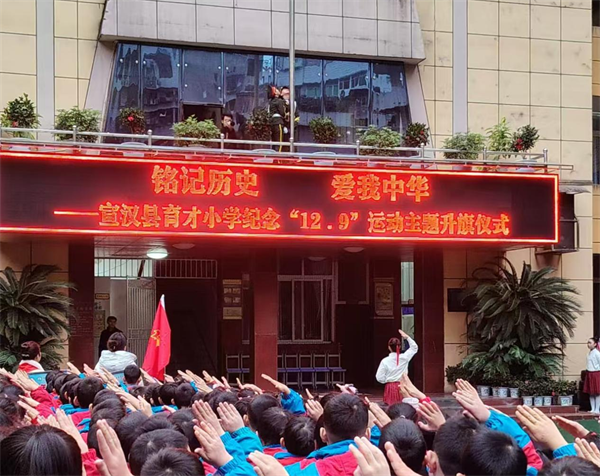 铭记历史 爱我中华
——宣汉县育才小学纪念“12.9”运动主题升旗仪式